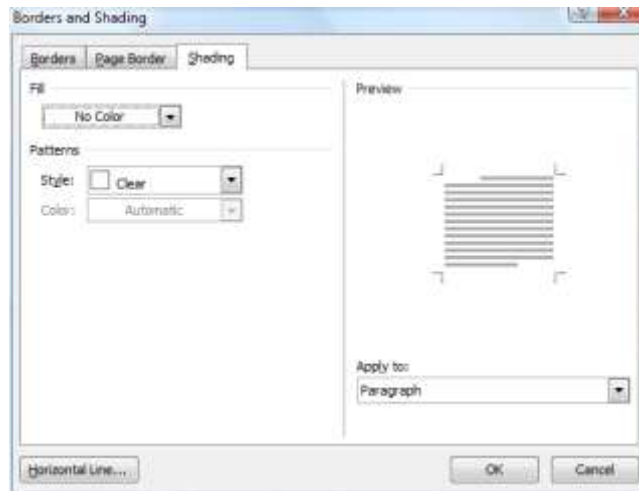 Borders and Shading
Borders
Page Border
Shading
Fill
No Color
Patterns
Style: Clear
Color: Automatic
Preview
Apply to:
Paragraph
Horizontal Line...
OK
Cancel